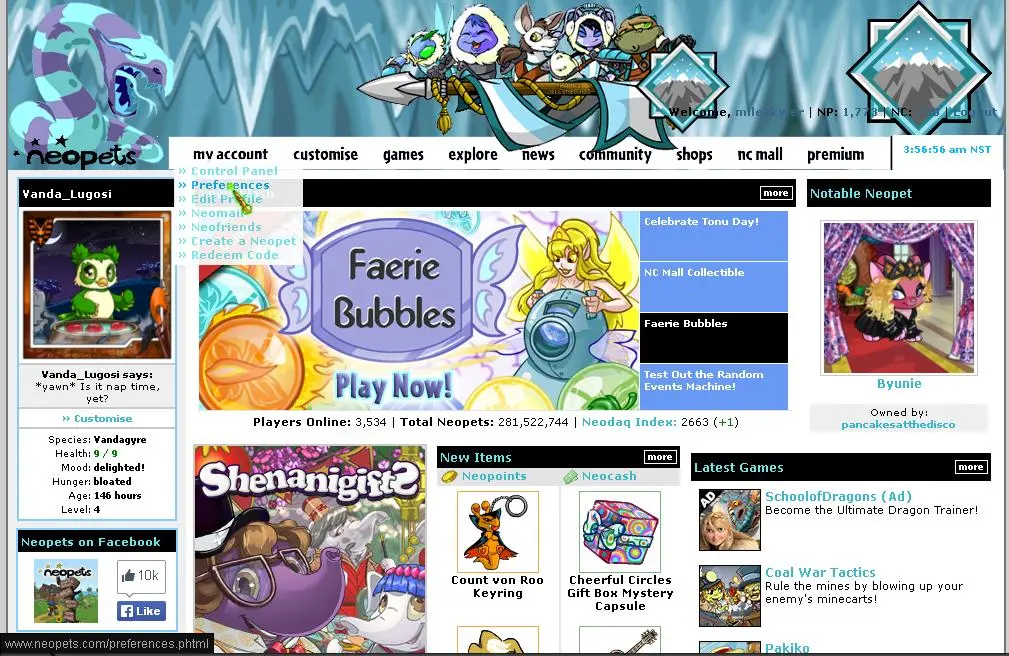 Welcome, | NP: 1,773 | NC: | Logout
neopets
my account customise games explore news community shops nc mall premium
3:56:56 am NST
» Control Panel
» Preferences
» Edit Profile
» Neomail
» Neofriends
» Create a Neopet
» Redeem Code
Vanda_Lugosi
Vanda_Lugosi says:
*yawn* Is it nap time,
yet?
» Customise
Species: Vandagyre
Health: 9 / 9
Mood: delighted!
Hunger: bloated
Age: 146 hours
Level: 4
Neopets on Facebook
neopets
10k
Like
more
Faerie
Bubbles
Play Now!
Celebrate Tonu Day!
NC Mall Collectible
Faerie Bubbles
Test Out the Random
Events Machine!
Players Online: 3,534 | Total Neopets: 281,522,744 | Neodaq Index: 2663 (+1)
Shenanigifts
New Items
more
Neopoints
Neocash
Count von Roo
Keyring
Cheerful Circles
Gift Box Mystery
Capsule
Notable Neopet
Byunie
Owned by:
pancakesatthedisco
Latest Games
more
AD
SchoolofDragons (Ad)
Become the Ultimate Dragon Trainer!
Coal War Tactics
Rule the mines by blowing up your
enemy's minecarts!
Pakiko
www.neopets.com/preferences.phtml